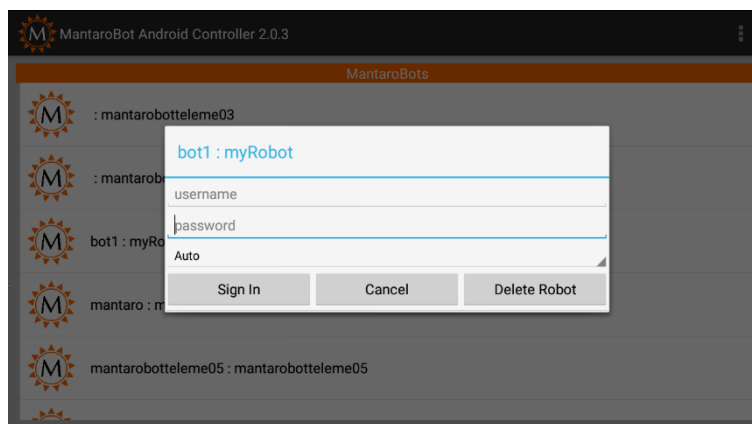 M MantaroBot Android Controller 2.0.3
MantaroBots
M : mantarobotteleme03
bot1 : myRobot
M : mantarob
username
password
M bot1 : myRo
Auto
Sign In Cancel Delete Robot
M mantaro : m
M mantarobotteleme05 : mantarobotteleme05